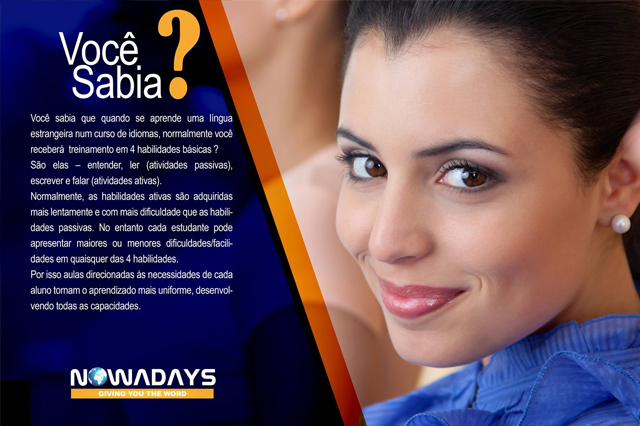 Você
Sabia ?
Você sabia que quando se aprende uma língua
estrangeira num curso de idiomas, normalmente você
receberá treinamento em 4 habilidades básicas ?
São elas – entender, ler (atividades passivas),
escrever e falar (atividades ativas).
Normalmente, as habilidades ativas são adquiridas
mais lentamente e com mais dificuldade que as habili-
dades passivas. No entanto cada estudante pode
apresentar maiores ou menores dificuldades/facili-
dades em quaisquer das 4 habilidades.
Por isso aulas direcionadas às necessidades de cada
aluno tornam o aprendizado mais uniforme, desenvol-
vendo todas as capacidades.
NOWADAYS
GIVING YOU THE WORD